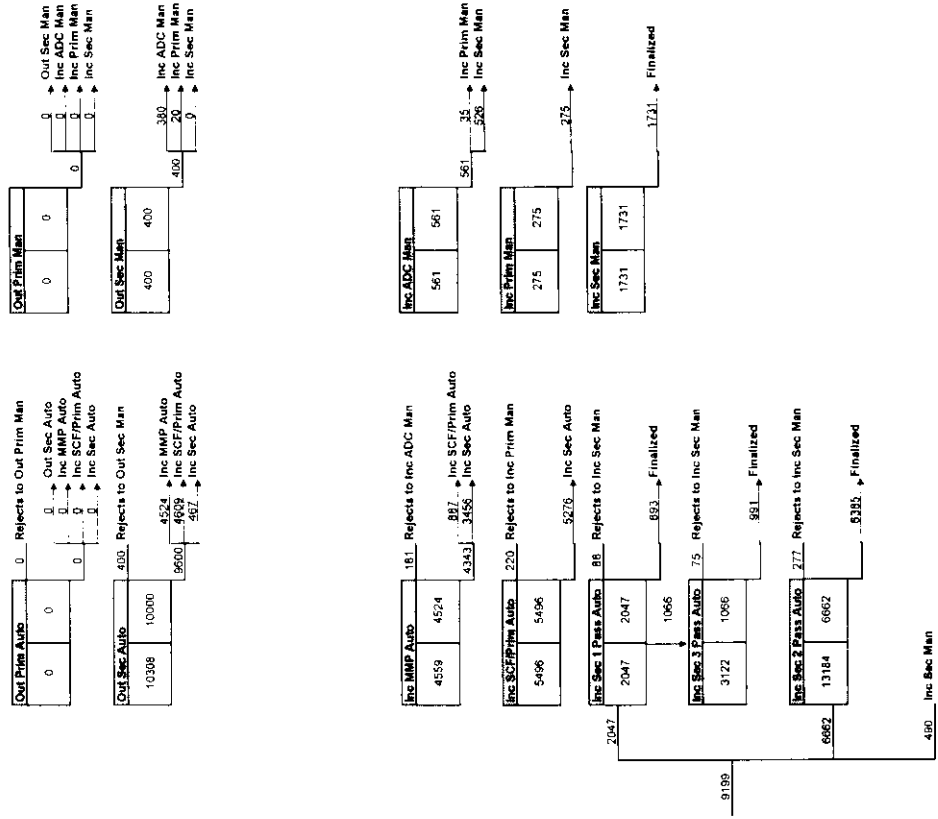 Out Prim Auto
0 0
0 Rejects to Out Prim Man
0
0 Out Sec Auto
0 Inc MMP Auto
0 Inc SCF/Prim Auto
0 Inc Sec Auto
Out Prim Man
0 0
0
0 Out Sec Man
0 Inc ADC Man
0 Inc Prim Man
0 Inc Sec Man
Out Sec Auto
10308 10000
400 Rejects to Out Sec Man
9600
4524 Inc MMP Auto
4609 Inc SCF/Prim Auto
467 Inc Sec Auto
Out Sec Man
400 400
400
380 Inc ADC Man
20 Inc Prim Man
0 Inc Sec Man
Inc MMP Auto
4559 4524
181 Rejects to Inc ADC Man
4343
887 Inc SCF/Prim Auto
3456 Inc Sec Auto
Inc ADC Man
561 561
561
35 Inc Prim Man
526 Inc Sec Man
Inc SCF/Prim Auto
5496 5496
220 Rejects to Inc Prim Man
5276 Inc Sec Auto
Inc Prim Man
275 275
275 Inc Sec Man
Inc Sec 1 Pass Auto
2047
2047 2047
88 Rejects to Inc Sec Man
893 Finalized
1066
Inc Sec Man
1731 1731
1731 Finalized
Inc Sec 3 Pass Auto
3122 1066
75 Rejects to Inc Sec Man
991 Finalized
9199
Inc Sec 2 Pass Auto
6662
13184 6662
277 Rejects to Inc Sec Man
6385 Finalized
490 Inc Sec Man